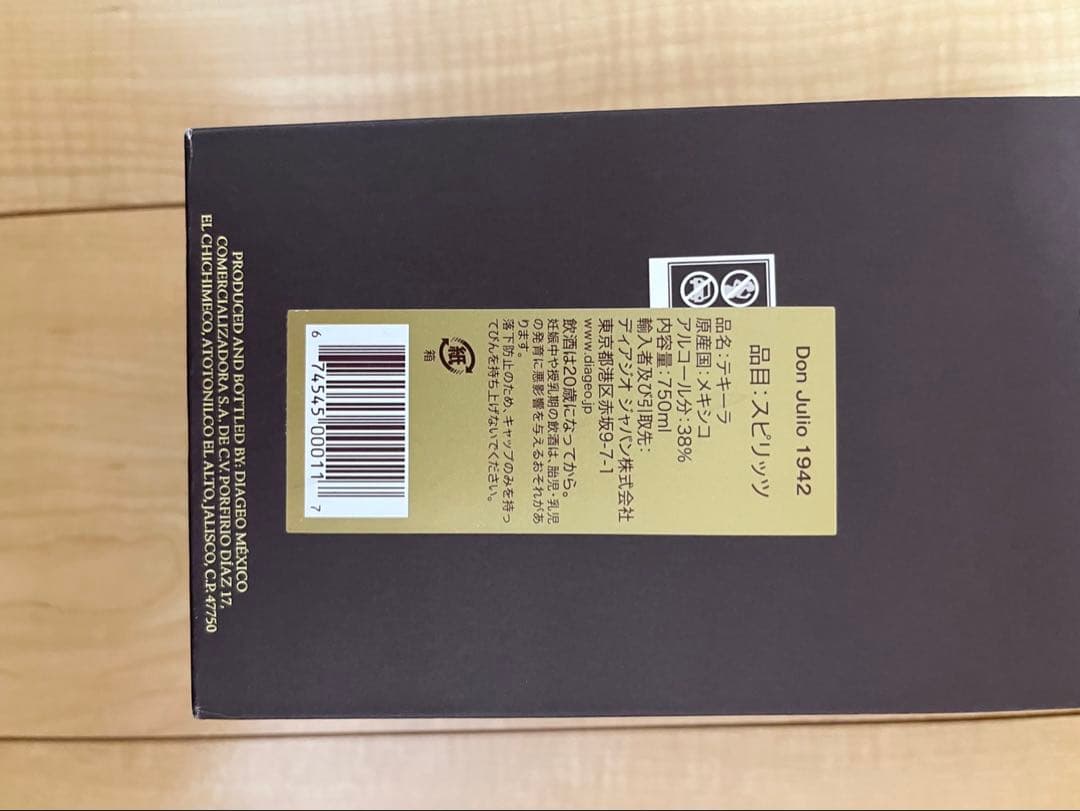 Don Julio 1942
品目：スピリッツ
品名：テキーラ
原産国：メキシコ
アルコール分：38%
内容量：750ml
輸入者及び引取先：
ディアジオ ジャパン株式会社
東京都港区赤坂9-7-1
www.diageo.jp
飲酒は20歳になってから。
妊娠中や授乳期の飲酒は、胎児・乳児
の発育に悪影響を与えるおそれがあ
ります。
落下防止のため、キャップのみを持っ
てびんを持ち上げないでください。
紙
箱
6 74545 00011 7
PRODUCED AND BOTTLED BY: DIAGEO MÉXICO
COMERCIALIZADORA S.A. DE C.V. PORFIRIO DÍAZ 17,
EL CHICHIMECO, ATOTONILCO EL ALTO, JALISCO, C.P. 47750